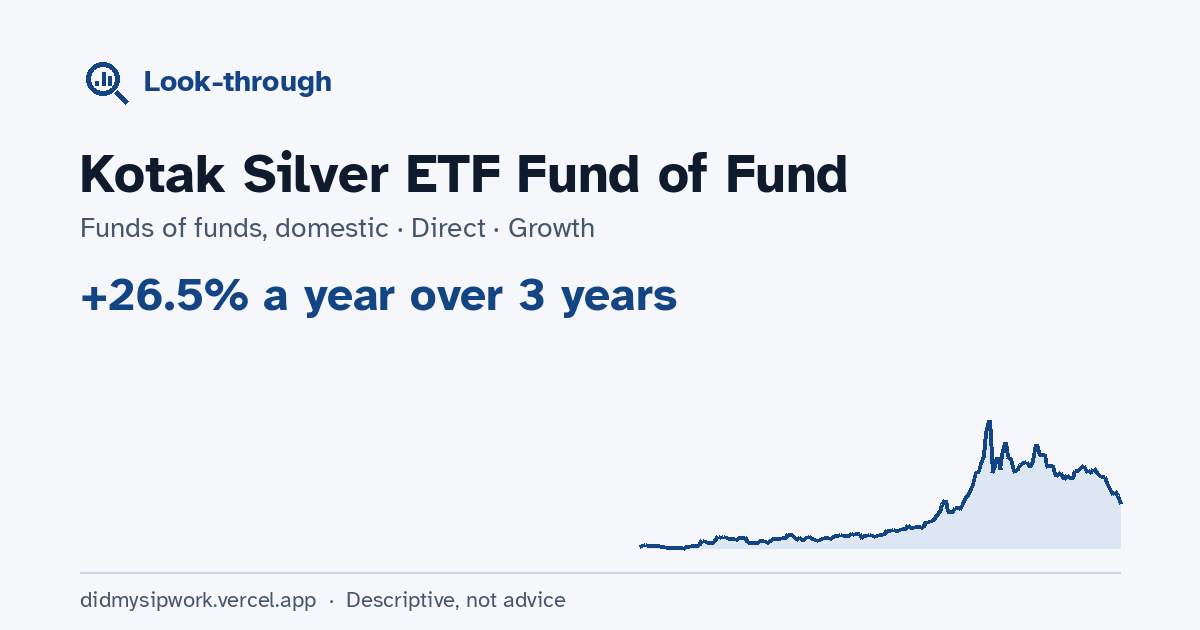 Look-through
Kotak Silver ETF Fund of Fund
Funds of funds, domestic · Direct · Growth
+26.5% a year over 3 years
didmysipwork.vercel.app · Descriptive, not advice